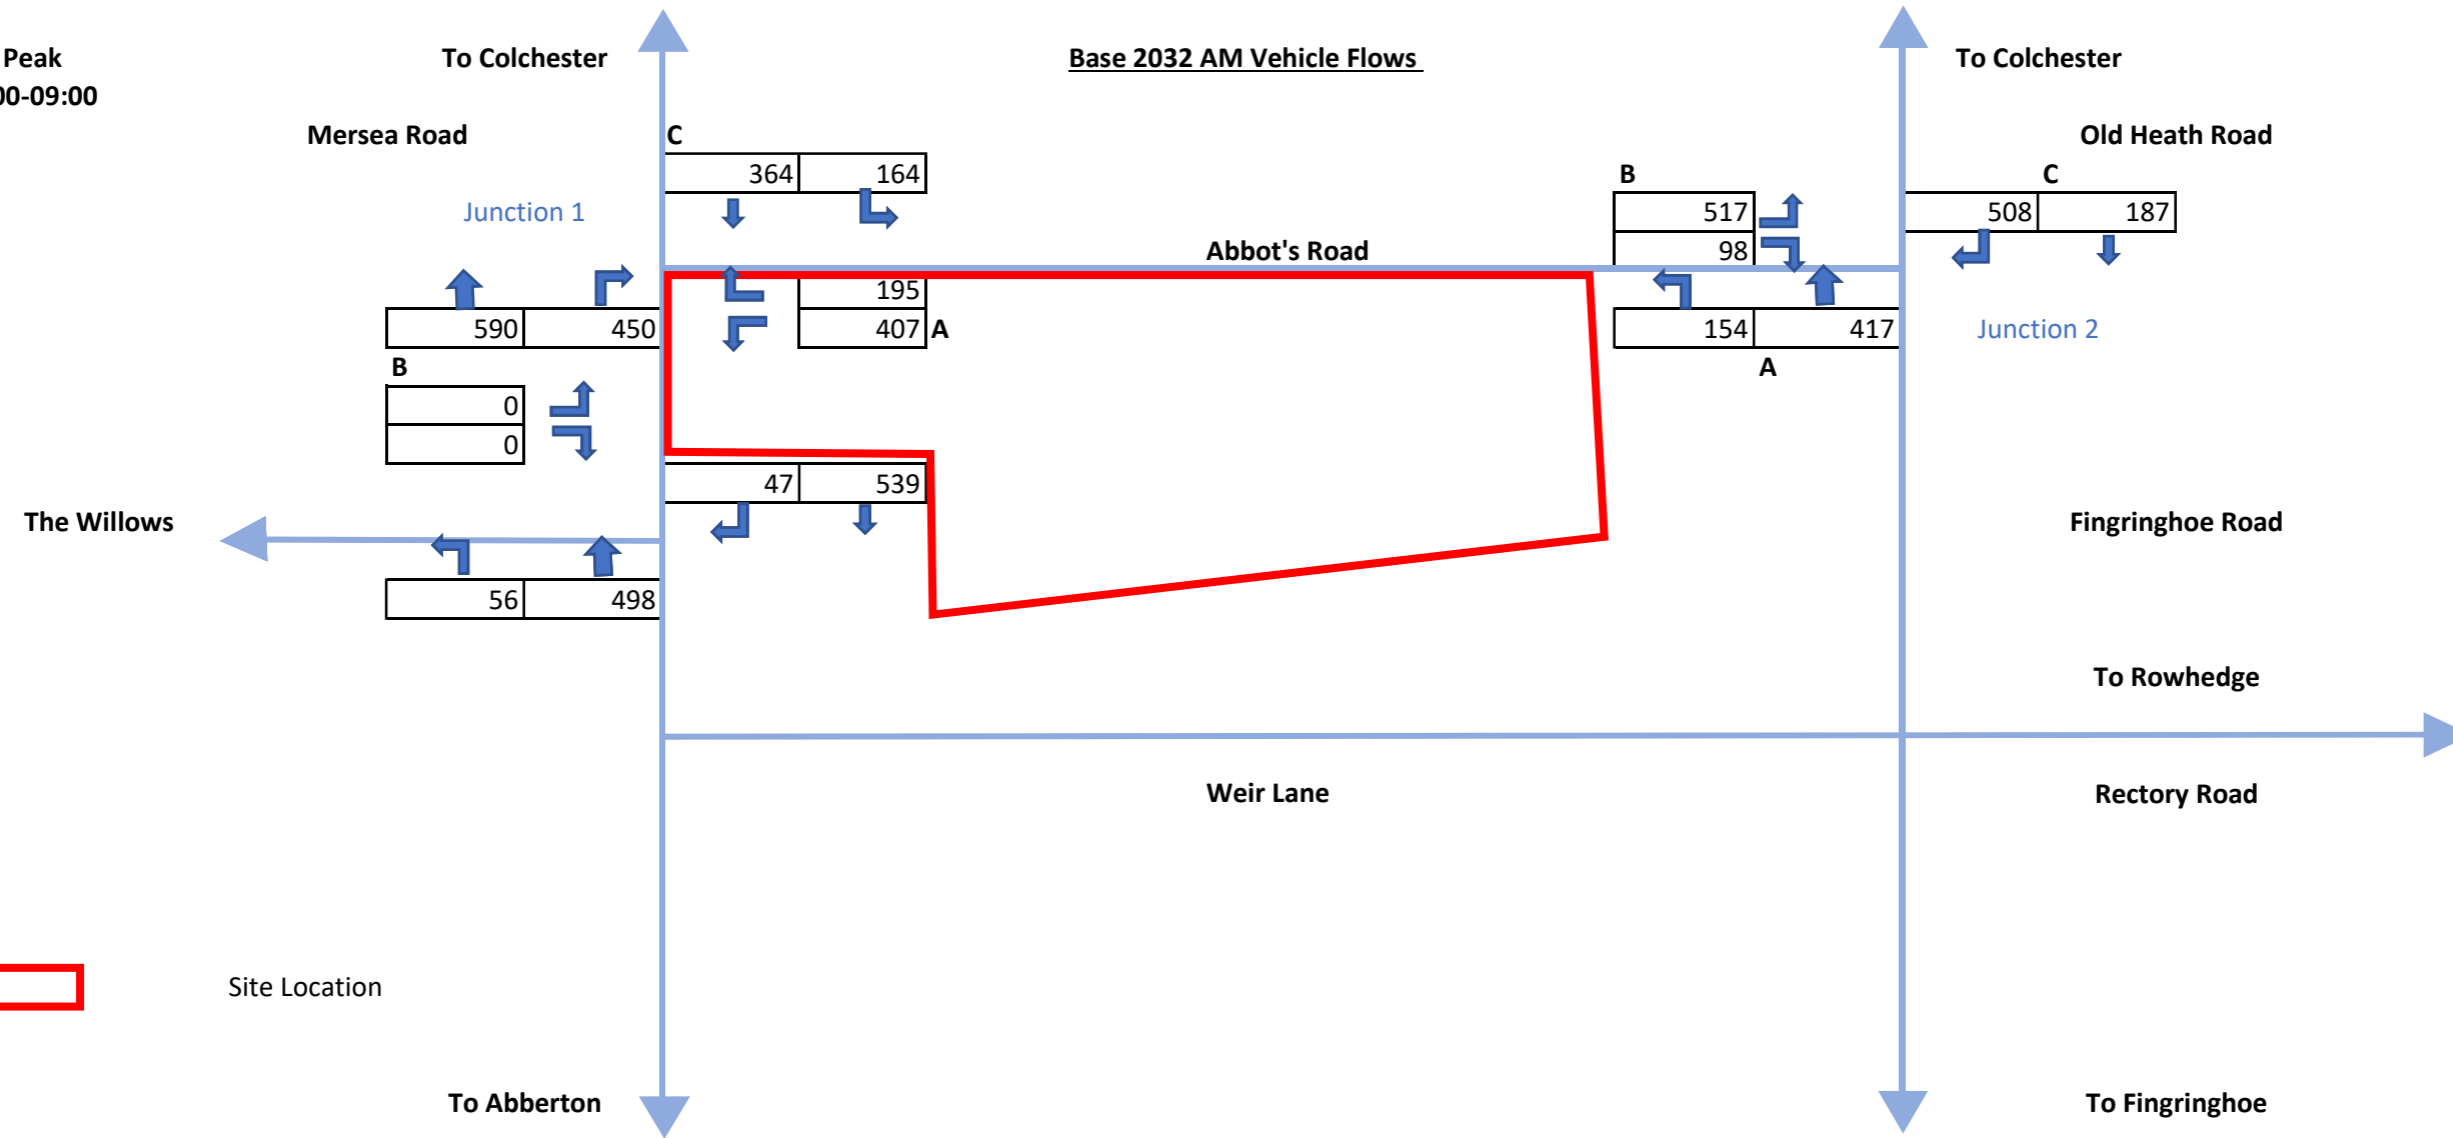 Peak
To Colchester
Base 2032 AM Vehicle Flows
To Colchester
00-09:00
Mersea Road
C
Old Heath Road
364 164
B
C
Junction 1
517
508 187
Abbot's Road
98
195
590 450
407 A
154 417
Junction 2
B
A
0
0
47 539
The Willows
Fingringhoe Road
56 498
To Rowhedge
Weir Lane
Rectory Road
Site Location
To Abberton
To Fingringhoe